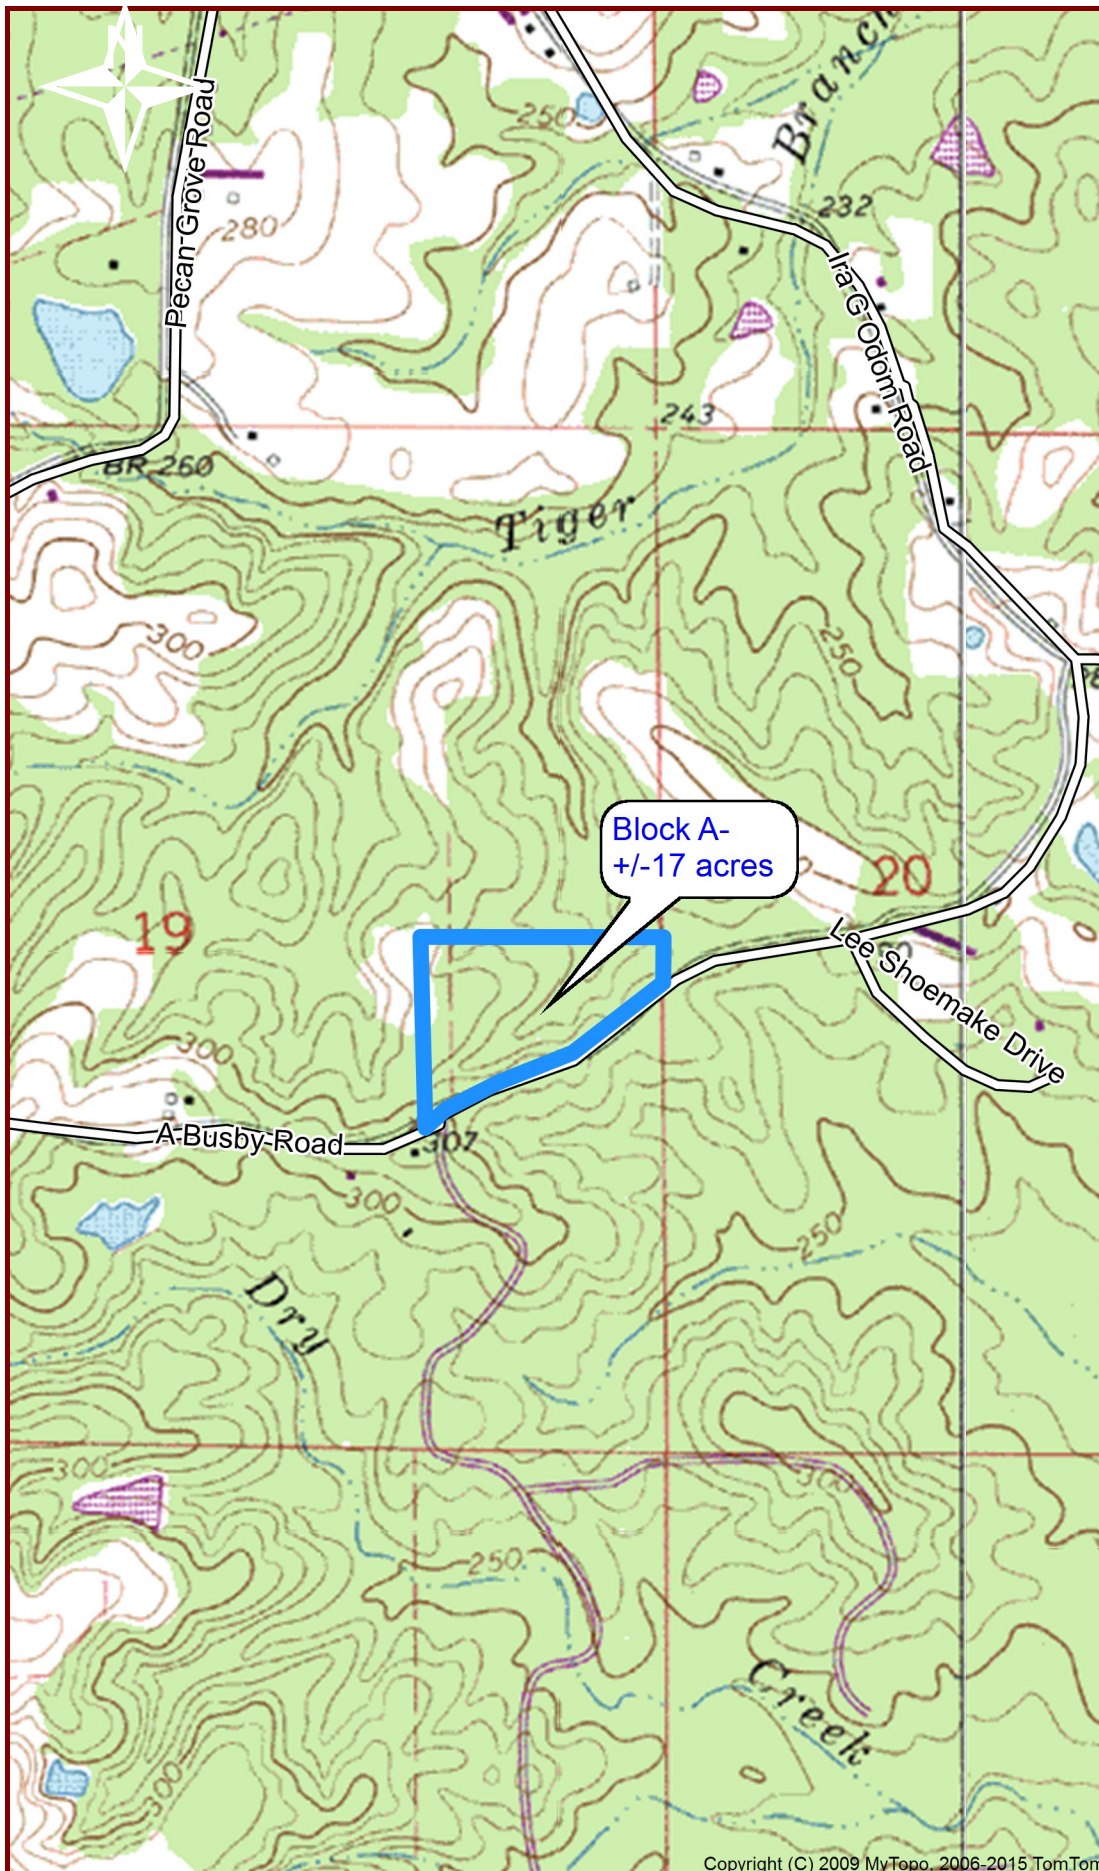 N
Pecan Grove Road
Branch
250
232
280
Ira G Odom Road
243
BR 260
Tiger
300
250
Block A-
+/-17 acres
20
19
Lee Shoemake Drive
300
A Busby Road
307
300
250
Dry
300
300
250
Creek
300
Copyright (C) 2009 MyTopo, 2006-2015 TomTom